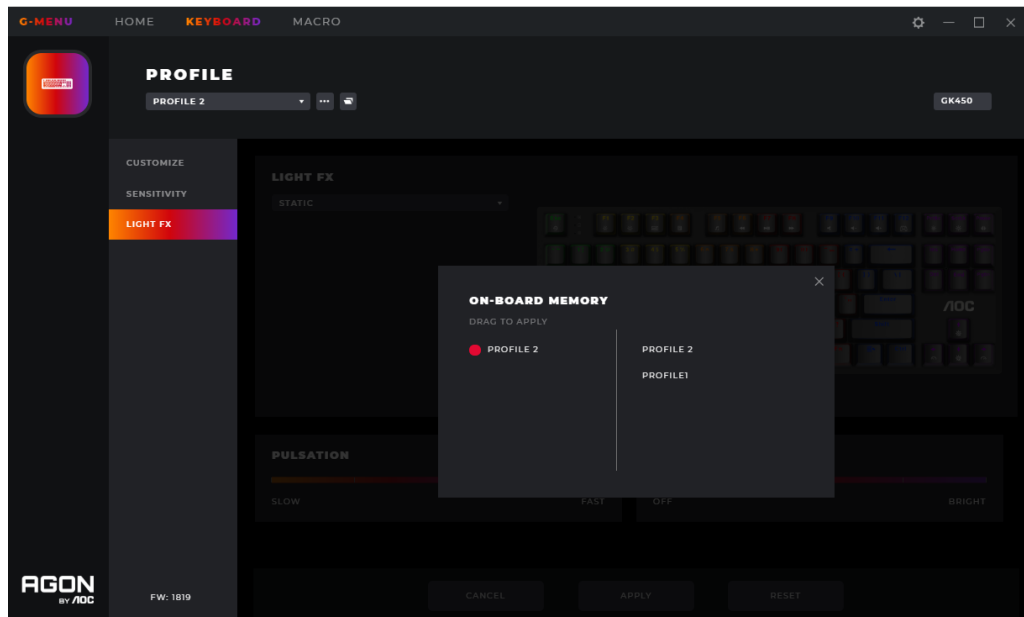 G-MENU HOME KEYBOARD MACRO
PROFILE
PROFILE 2
GK450
CUSTOMIZE
SENSITIVITY
LIGHT FX
LIGHT FX
STATIC
AOC
ON-BOARD MEMORY
DRAG TO APPLY
PROFILE 2
PROFILE 2
PROFILE1
PULSATION
SLOW FAST OFF BRIGHT
CANCEL APPLY RESET
AGON
BY AOC
FW: 1819